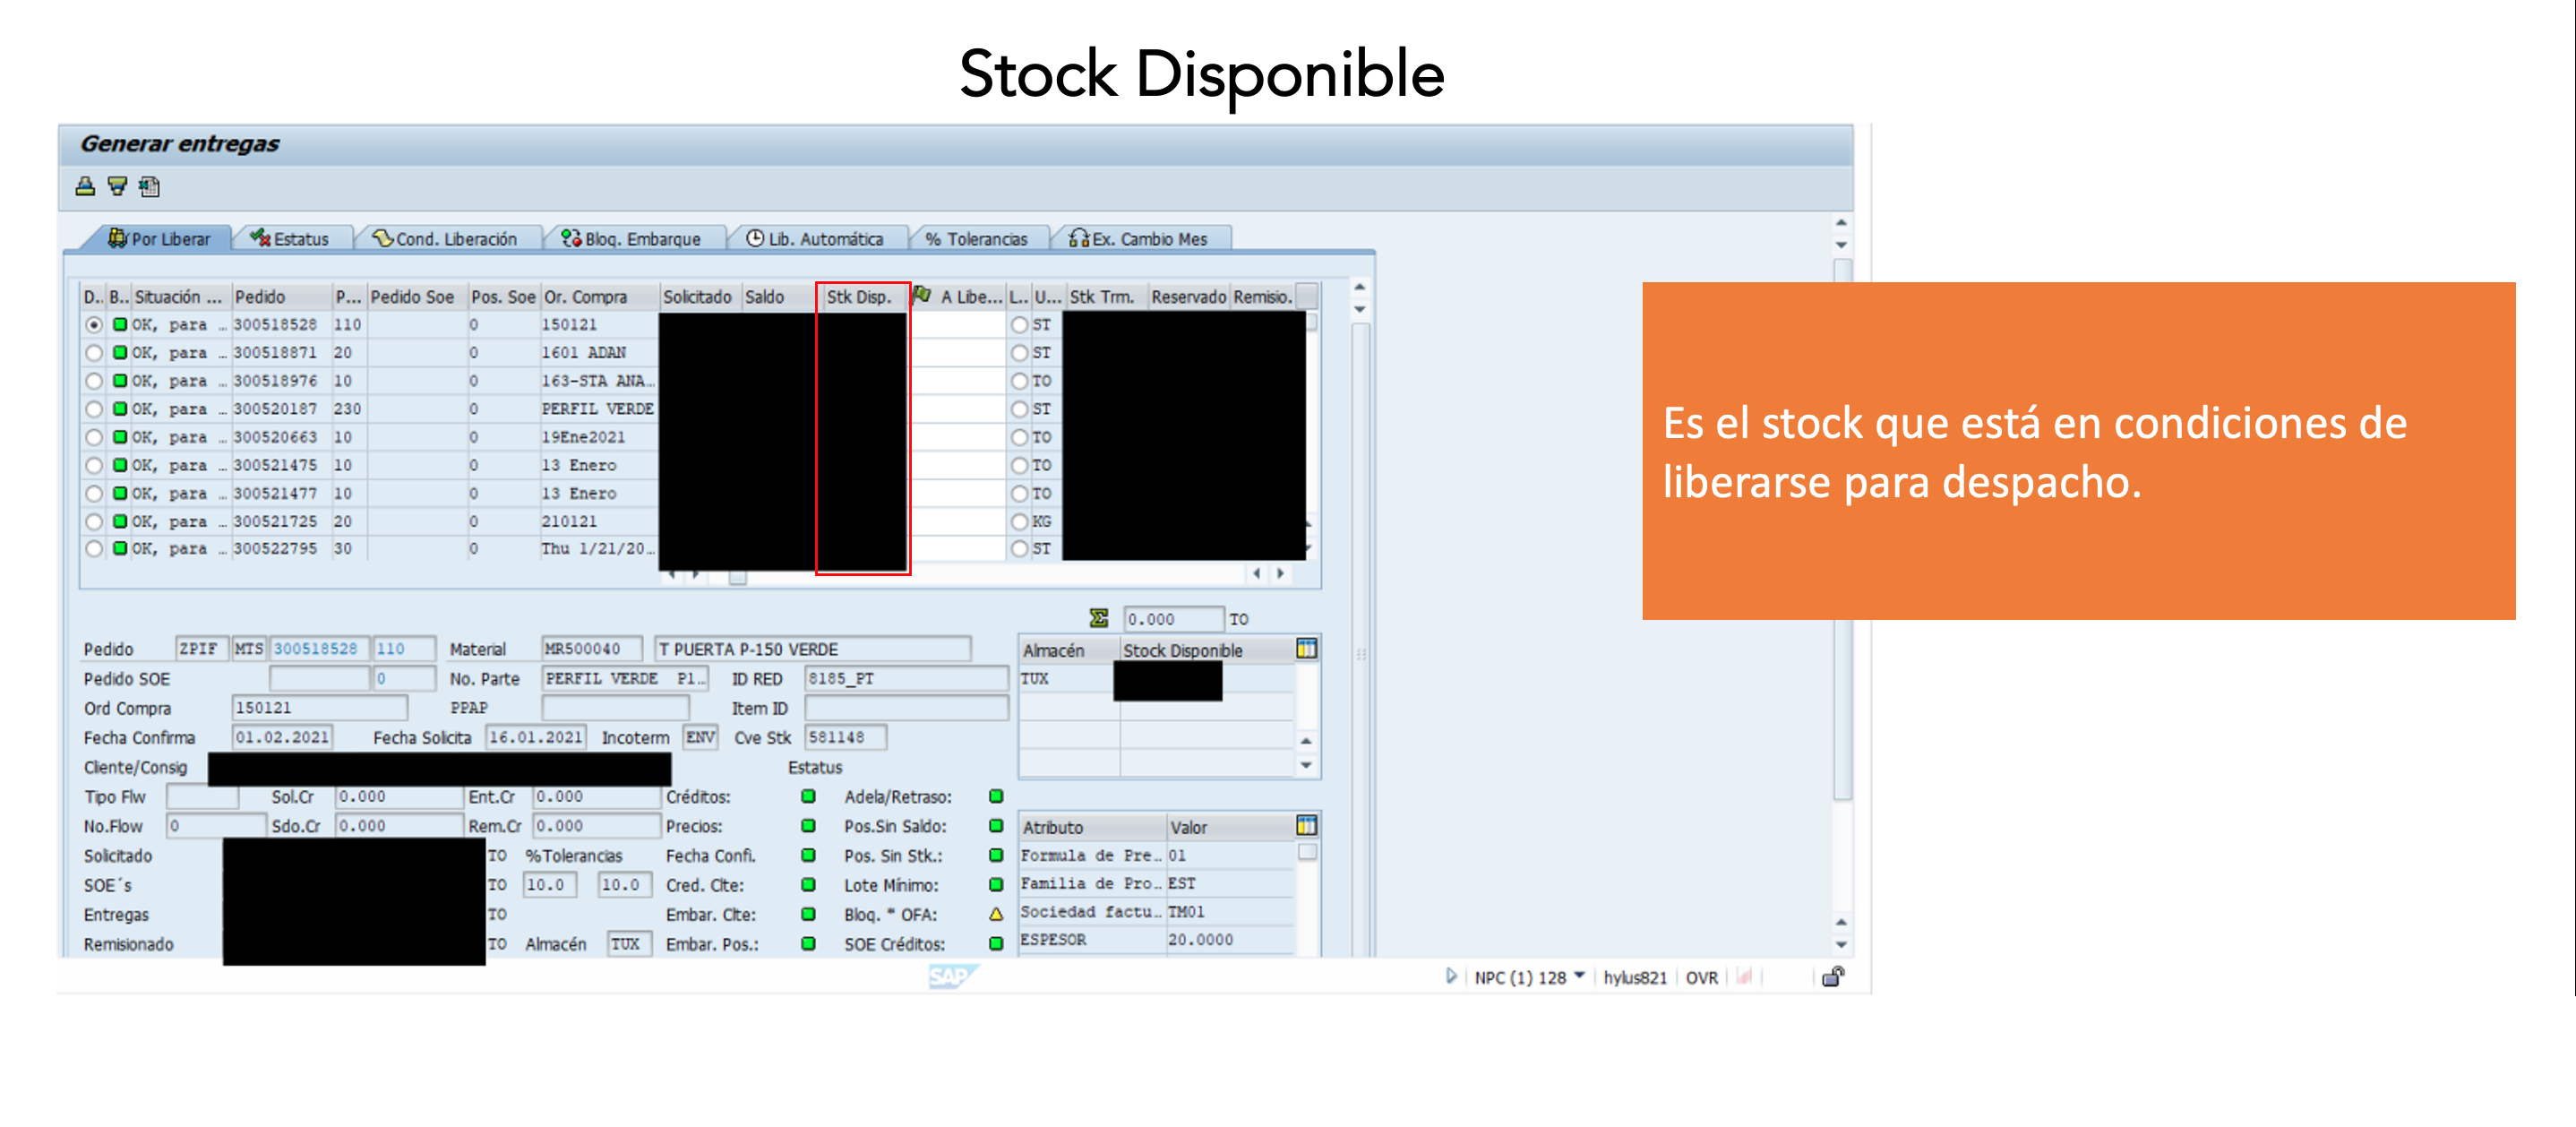 Stock Disponible
Generar entregas
Por Liberar Estatus Cond. Liberación Bloq. Embarque Lib. Automática % Tolerancias Ex. Cambio Mes
D.. B.. Situación ... Pedido P... Pedido Soe Pos. Soe Or. Compra Solicitado Saldo Stk Disp. A Libe... L.. U... Stk Trm. Reservado Remisio.
OK, para … 300518528 110 0 150121 ST
OK, para … 300518871 20 0 1601 ADAN ST
OK, para … 300518976 10 0 163-STA ANA… TO
OK, para … 300520187 230 0 PERFIL VERDE ST
OK, para … 300520663 10 0 19Ene2021 TO
OK, para … 300521475 10 0 13 Enero TO
OK, para … 300521477 10 0 13 Enero TO
OK, para … 300521725 20 0 210121 KG
OK, para … 300522795 30 0 Thu 1/21/20… ST
Es el stock que está en condiciones de
liberarse para despacho.
0.000 TO
Pedido ZPIF MTS 300518528 110 Material MR500040 T PUERTA P-150 VERDE
Pedido SOE 0 No. Parte PERFIL VERDE P1… ID RED 8185_PT
Ord Compra 150121 PPAP Item ID
Fecha Confirma 01.02.2021 Fecha Solicita 16.01.2021 Incoterm ENV Cve Stk 581148
Cliente/Consig Estatus
Tipo Flw Sol.Cr 0.000 Ent.Cr 0.000 Créditos: Adela/Retraso:
No.Flow 0 Sdo.Cr 0.000 Rem.Cr 0.000 Precios: Pos.Sin Saldo:
Solicitado TO %Tolerancias Fecha Confi. Pos. Sin Stk.:
SOE´s TO 10.0 10.0 Cred. Clte: Lote Mínimo:
Entregas TO Embar. Clte: Bloq. * OFA:
Remisionado TO Almacén TUX Embar. Pos.: SOE Créditos:
Almacén Stock Disponible
TUX
Atributo Valor
Formula de Pre… 01
Familia de Pro… EST
Sociedad factu… TM01
ESPESOR 20.0000
SAP
NPC (1) 128 hylus821 OVR